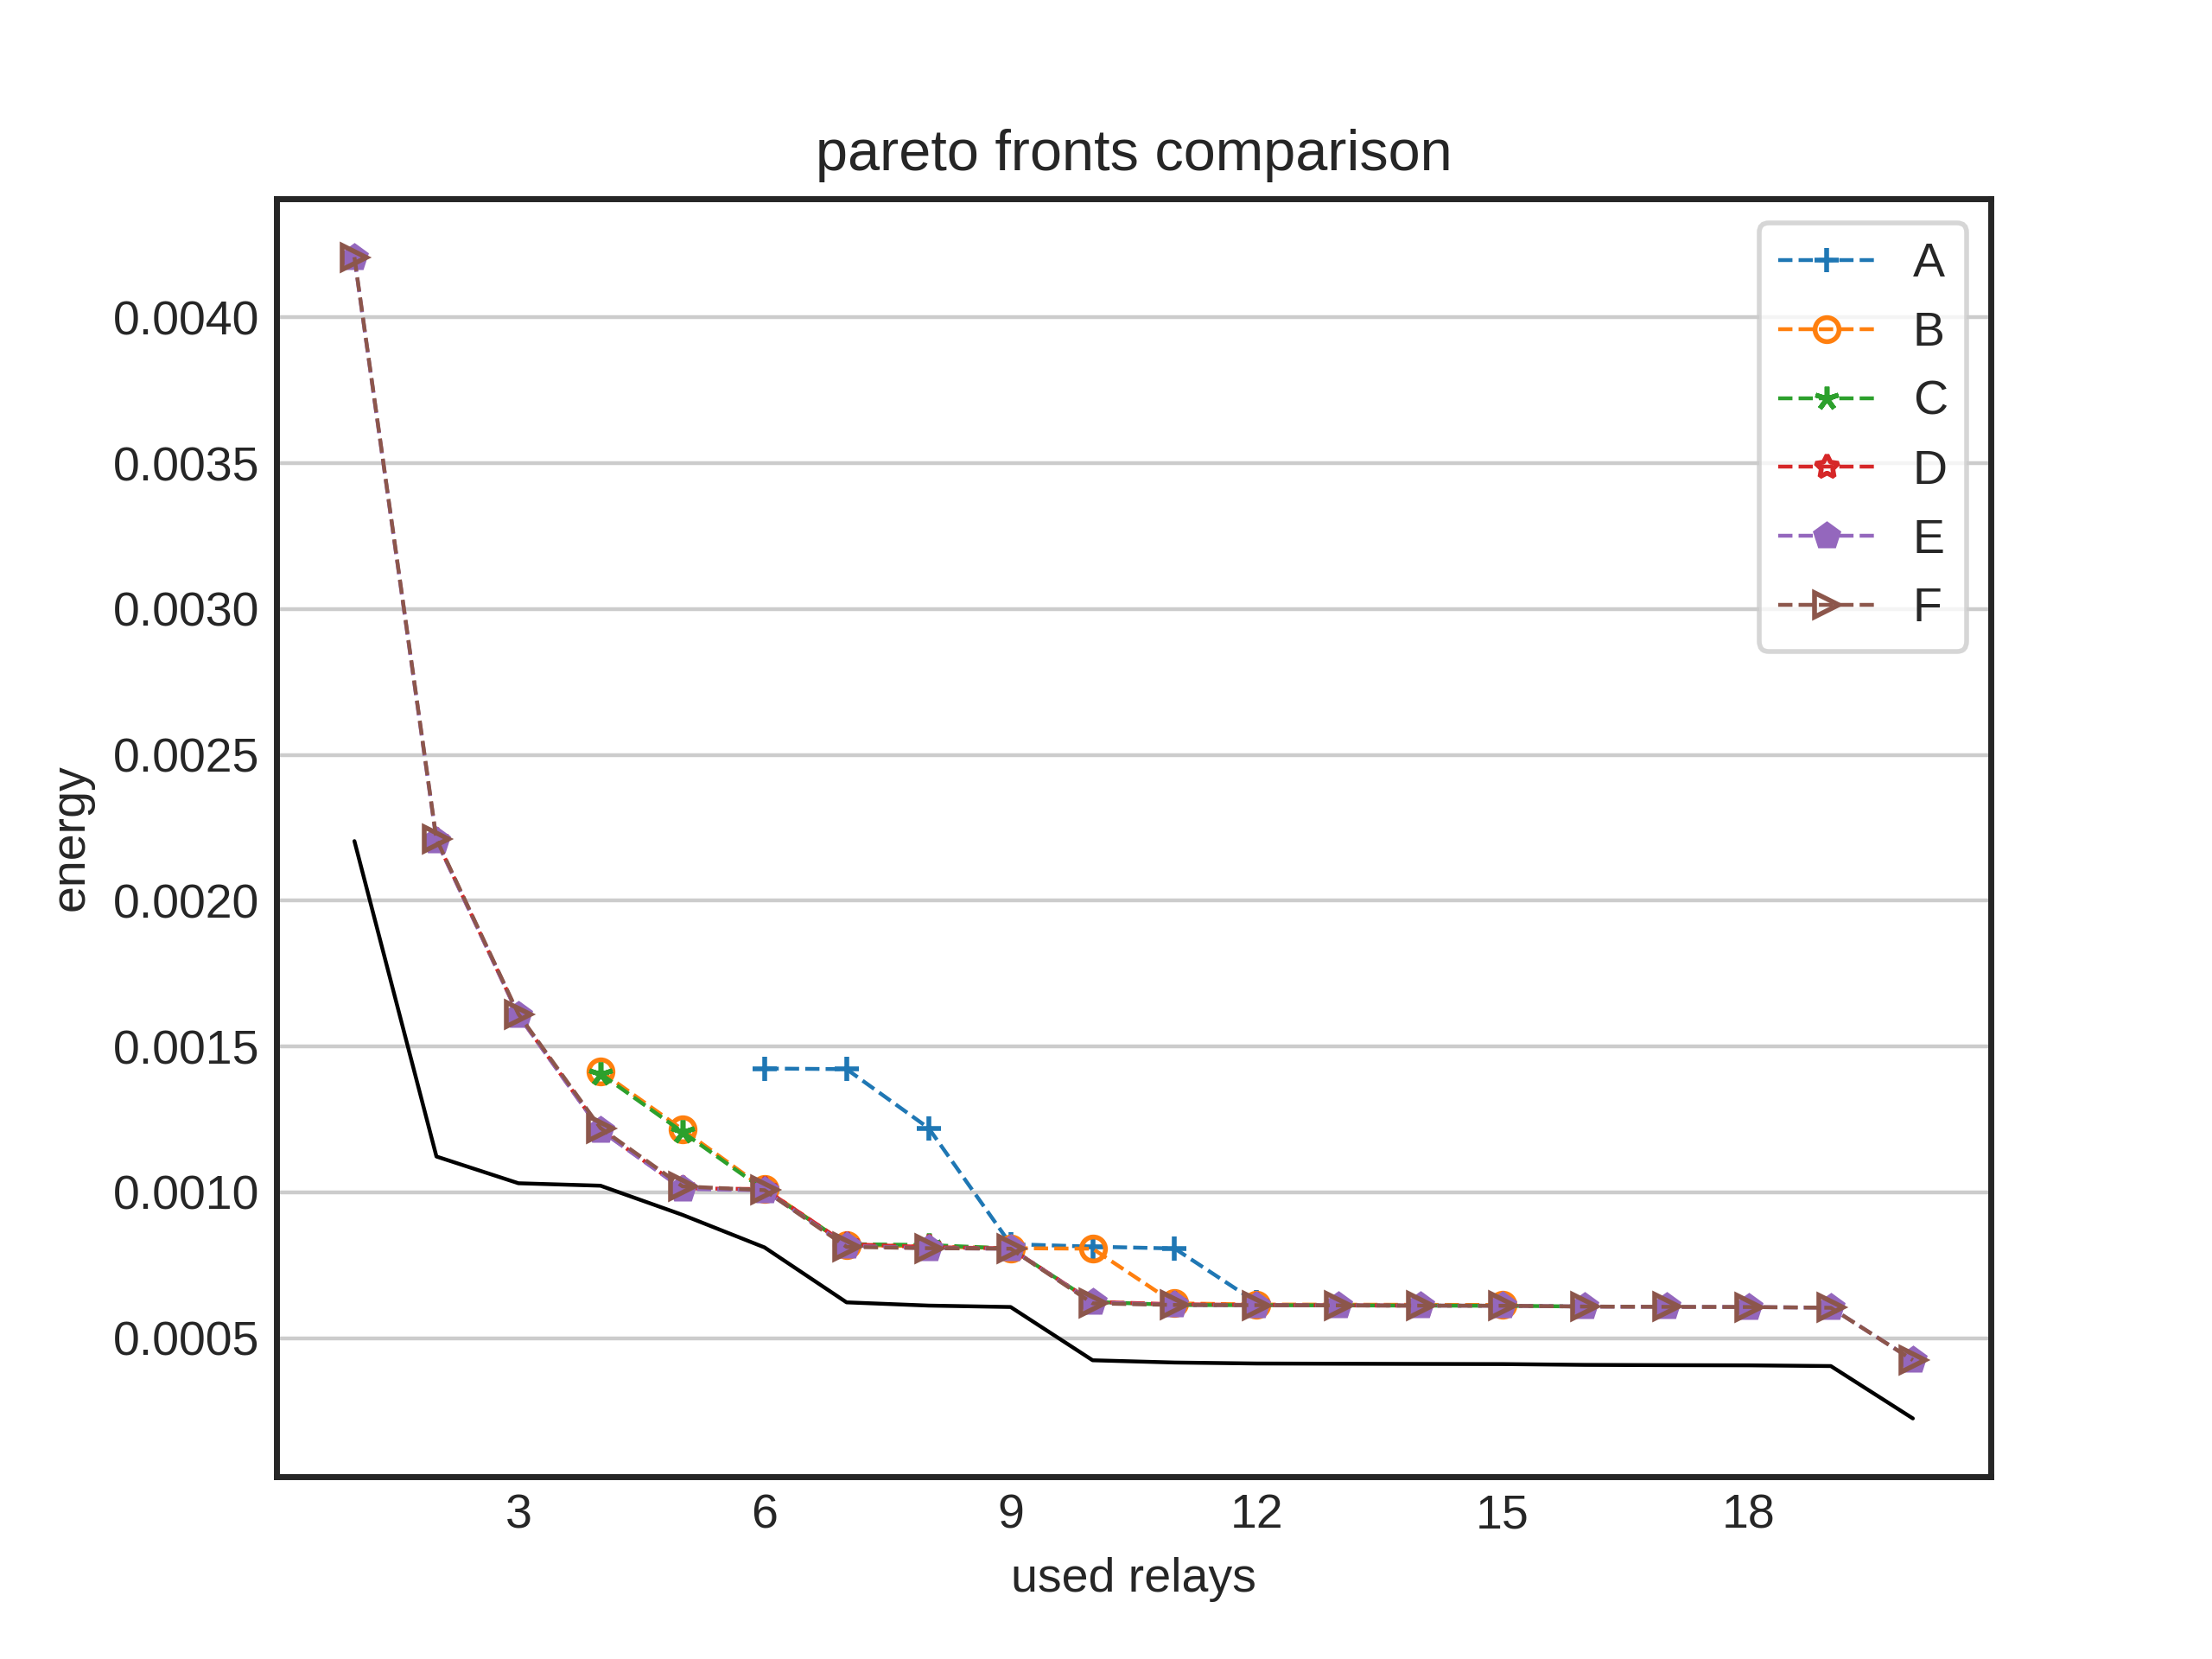 pareto fronts comparison
A
B
C
D
E
F
0.0040
0.0035
0.0030
0.0025
0.0020
0.0015
0.0010
0.0005
energy
3 6 9 12 15 18
used relays